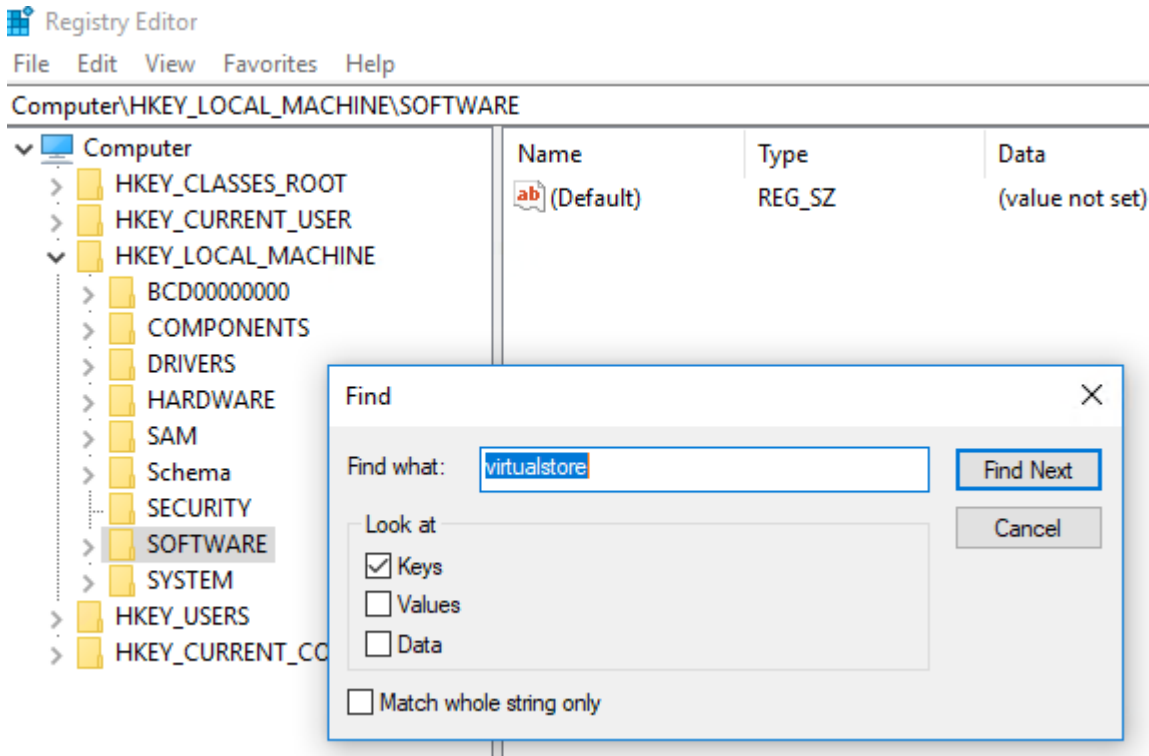 Registry Editor
File Edit View Favorites Help
Computer\HKEY_LOCAL_MACHINE\SOFTWARE
Computer
HKEY_CLASSES_ROOT
HKEY_CURRENT_USER
HKEY_LOCAL_MACHINE
BCD00000000
COMPONENTS
DRIVERS
HARDWARE
SAM
Schema
SECURITY
SOFTWARE
SYSTEM
HKEY_USERS
HKEY_CURRENT_CO
Name Type Data
ab (Default) REG_SZ (value not set)
Find
Find what: virtualstore Find Next
Look at Cancel
Keys
Values
Data
Match whole string only